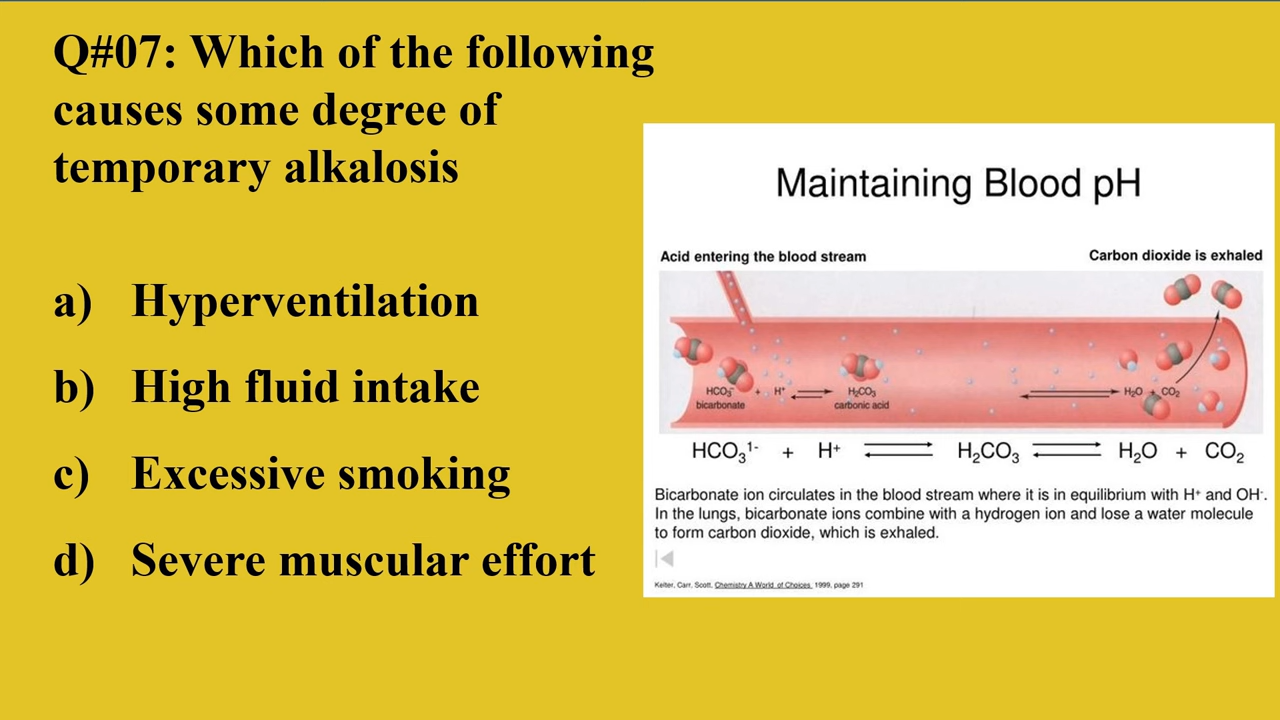 Q#07: Which of the following
causes some degree of
temporary alkalosis
a) Hyperventilation
b) High fluid intake
c) Excessive smoking
d) Severe muscular effort
Maintaining Blood pH
Acid entering the blood stream
Carbon dioxide is exhaled
HCO₃⁻ + H⁺ H₂CO₃ H₂O + CO₂
bicarbonate carbonic acid
HCO₃¹⁻ + H⁺ ⇌ H₂CO₃ ⇌ H₂O + CO₂
Bicarbonate ion circulates in the blood stream where it is in equilibrium with H⁺ and OH⁻.
In the lungs, bicarbonate ions combine with a hydrogen ion and lose a water molecule
to form carbon dioxide, which is exhaled.
Kelter, Carr, Scott, Chemistry A World of Choices 1999, page 291